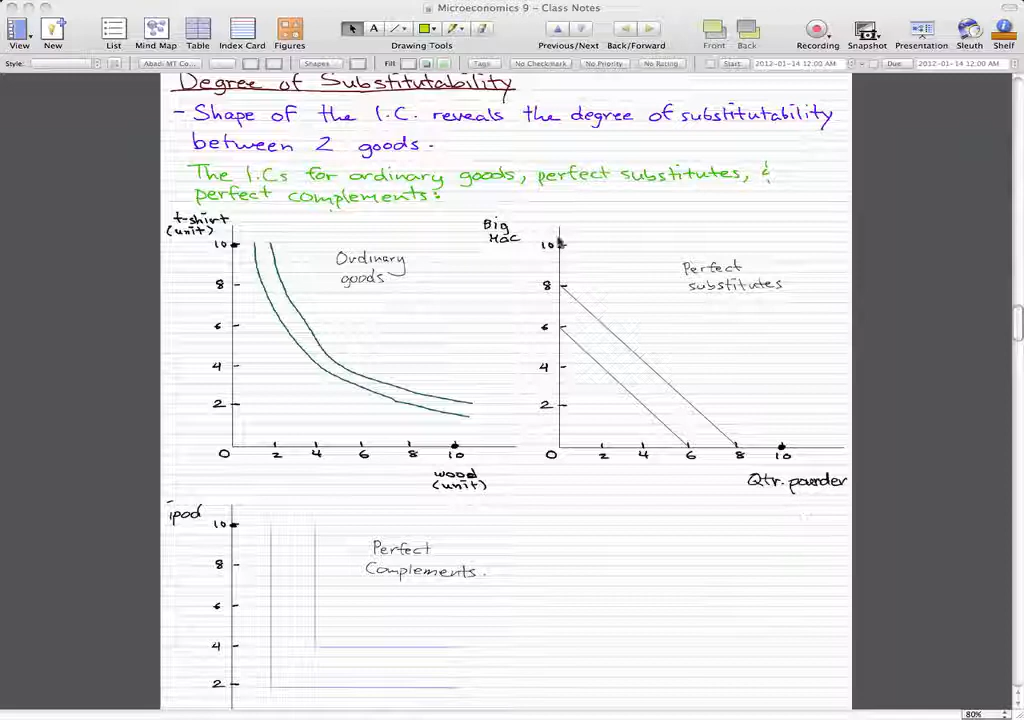 Microeconomics 9 – Class Notes
View New List Mind Map Table Index Card Figures Drawing Tools Previous/Next Back/Forward Front Back Recording Snapshot Presentation Sleuth Shelf
Style: Abadi MT Co... Shapes Fill Tags No Checkmark No Priority No Rating Start: 2012-01-14 12:00 AM Due: 2012-01-14 12:00 AM
Degree of Substitutability
- Shape of the I.C. reveals the degree of substitutability
between 2 goods.
The I.Cs for ordinary goods, perfect substitutes, &
perfect complements:
t-shirt
(unit)
10
8
6
4
2
0 2 4 6 8 10
wood
(unit)
Ordinary
goods
Big
Mac
10
8
6
4
2
0 2 4 6 8 10
Qtr. pounder
Perfect
substitutes
ipod
10
8
6
4
2
Perfect
Complements.
80%